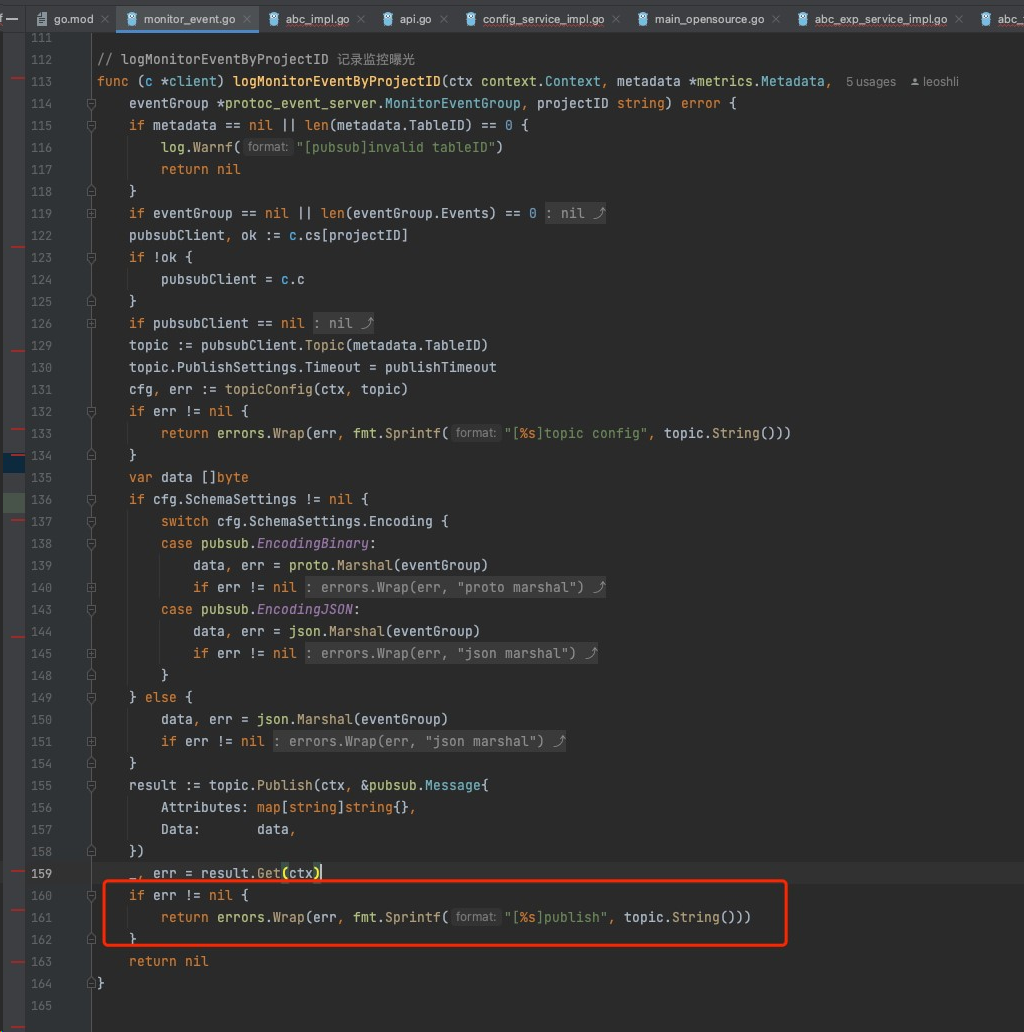 go.mod monitor_event.go abc_impl.go api.go config_service_impl.go main_opensource.go abc_exp_service_impl.go
111
112 // logMonitorEventByProjectID 记录监控曝光
113 func (c *client) logMonitorEventByProjectID(ctx context.Context, metadata *metrics.Metadata, 5 usages leoshli
114 eventGroup *protoc_event_server.MonitorEventGroup, projectID string) error {
115 if metadata == nil || len(metadata.TableID) == 0 {
116 log.Warnf( format: "[pubsub]invalid tableID")
117 return nil
118 }
119 if eventGroup == nil || len(eventGroup.Events) == 0 : nil
122 pubsubClient, ok := c.cs[projectID]
123 if !ok {
124 pubsubClient = c.c
125 }
126 if pubsubClient == nil : nil
129 topic := pubsubClient.Topic(metadata.TableID)
130 topic.PublishSettings.Timeout = publishTimeout
131 cfg, err := topicConfig(ctx, topic)
132 if err != nil {
133 return errors.Wrap(err, fmt.Sprintf( format: "[%s]topic config", topic.String()))
134 }
135 var data []byte
136 if cfg.SchemaSettings != nil {
137 switch cfg.SchemaSettings.Encoding {
138 case pubsub.EncodingBinary:
139 data, err = proto.Marshal(eventGroup)
140 if err != nil : errors.Wrap(err, "proto marshal")
143 case pubsub.EncodingJSON:
144 data, err = json.Marshal(eventGroup)
145 if err != nil : errors.Wrap(err, "json marshal")
148 }
149 } else {
150 data, err = json.Marshal(eventGroup)
151 if err != nil : errors.Wrap(err, "json marshal")
154 }
155 result := topic.Publish(ctx, &pubsub.Message{
156 Attributes: map[string]string{},
157 Data: data,
158 })
159 _, err = result.Get(ctx)
160 if err != nil {
161 return errors.Wrap(err, fmt.Sprintf( format: "[%s]publish", topic.String()))
162 }
163 return nil
164 }
165